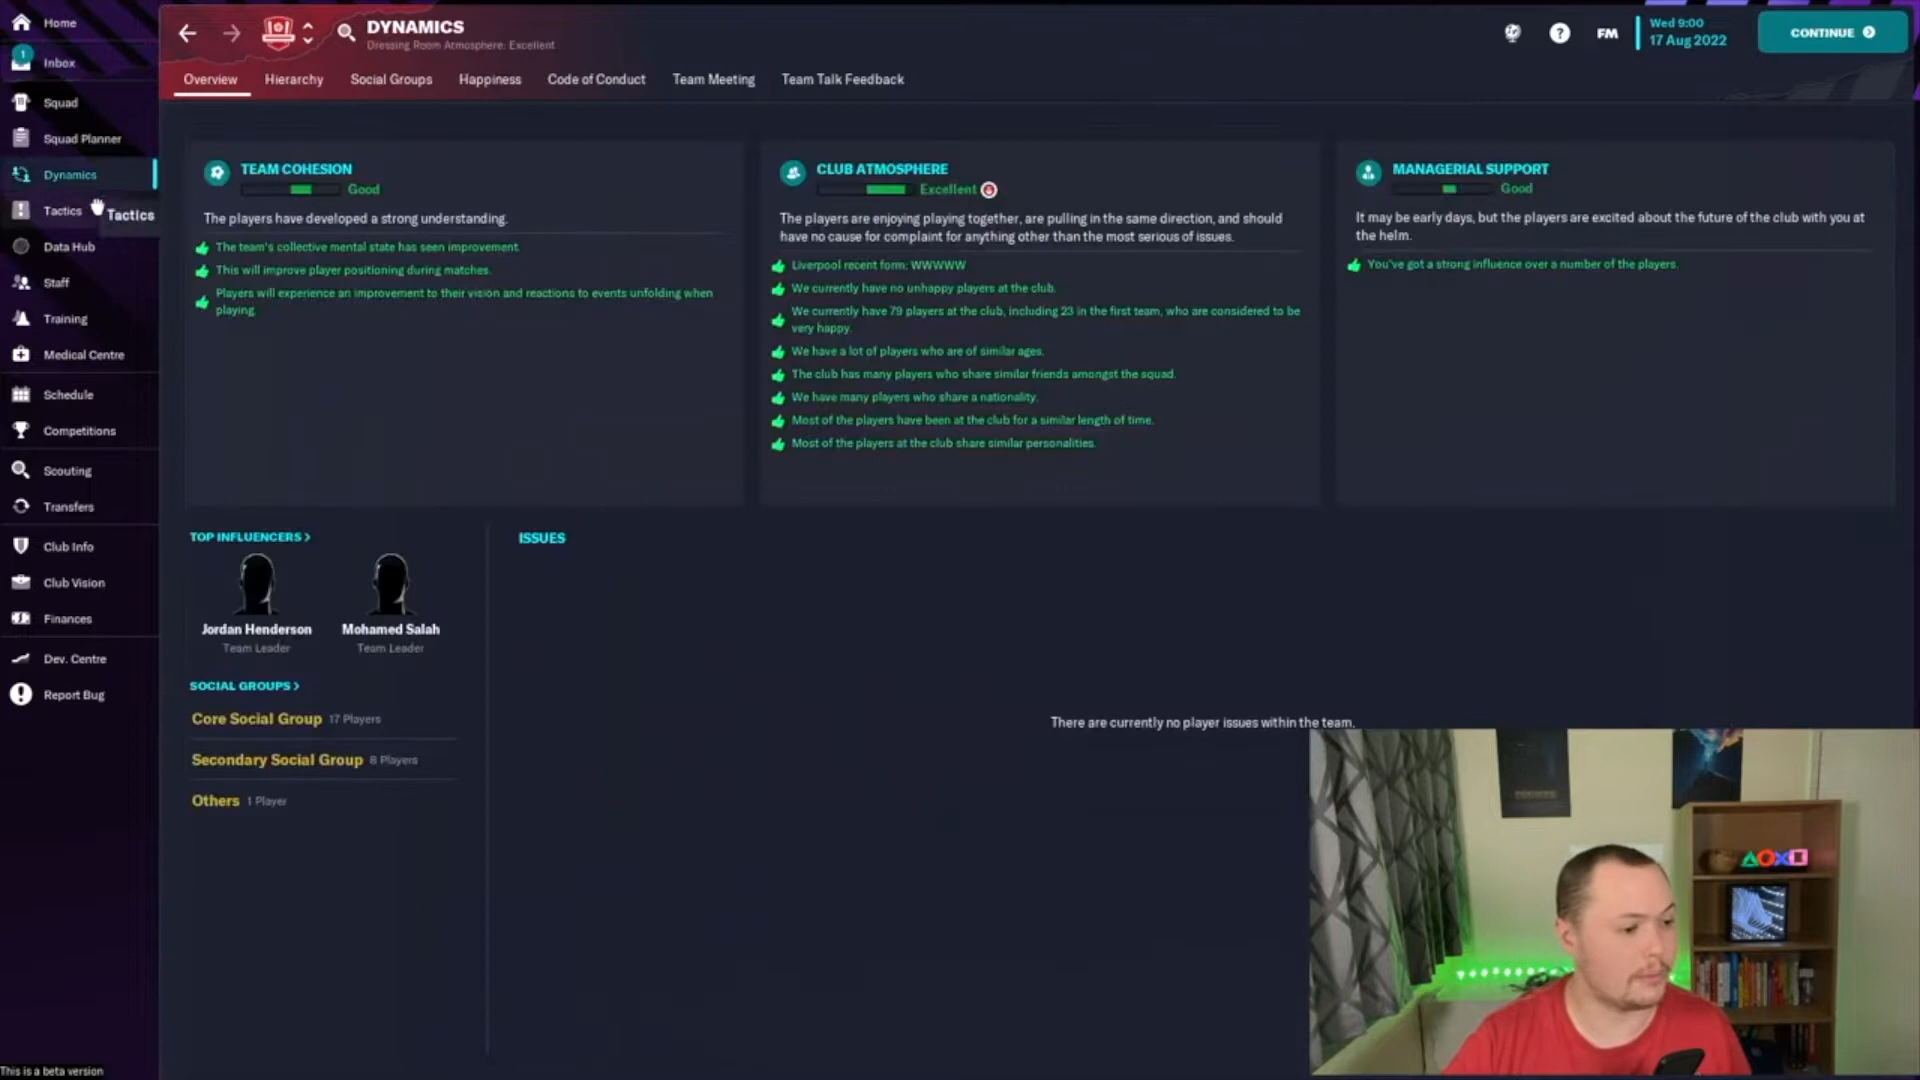 Home
1
Inbox
Squad
Squad Planner
Dynamics
Tactics
Tactics
Data Hub
Staff
Training
Medical Centre
Schedule
Competitions
Scouting
Transfers
Club Info
Club Vision
Finances
Dev. Centre
Report Bug
This is a beta version
DYNAMICS
Dressing Room Atmosphere: Excellent
?
FM
Wed 9:00
17 Aug 2022
CONTINUE
Overview Hierarchy Social Groups Happiness Code of Conduct Team Meeting Team Talk Feedback
TEAM COHESION
Good
The players have developed a strong understanding.
The team's collective mental state has seen improvement.
This will improve player positioning during matches.
Players will experience an improvement to their vision and reactions to events unfolding when
playing.
CLUB ATMOSPHERE
Excellent
The players are enjoying playing together, are pulling in the same direction, and should
have no cause for complaint for anything other than the most serious of issues.
Liverpool recent form: WWWWW
We currently have no unhappy players at the club.
We currently have 79 players at the club, including 23 in the first team, who are considered to be
very happy.
We have a lot of players who are of similar ages.
The club has many players who share similar friends amongst the squad.
We have many players who share a nationality.
Most of the players have been at the club for a similar length of time.
Most of the players at the club share similar personalities.
MANAGERIAL SUPPORT
Good
It may be early days, but the players are excited about the future of the club with you at
the helm.
You've got a strong influence over a number of the players.
TOP INFLUENCERS >
Jordan Henderson
Team Leader
Mohamed Salah
Team Leader
SOCIAL GROUPS >
Core Social Group 17 Players
Secondary Social Group 8 Players
Others 1 Player
ISSUES
There are currently no player issues within the team.